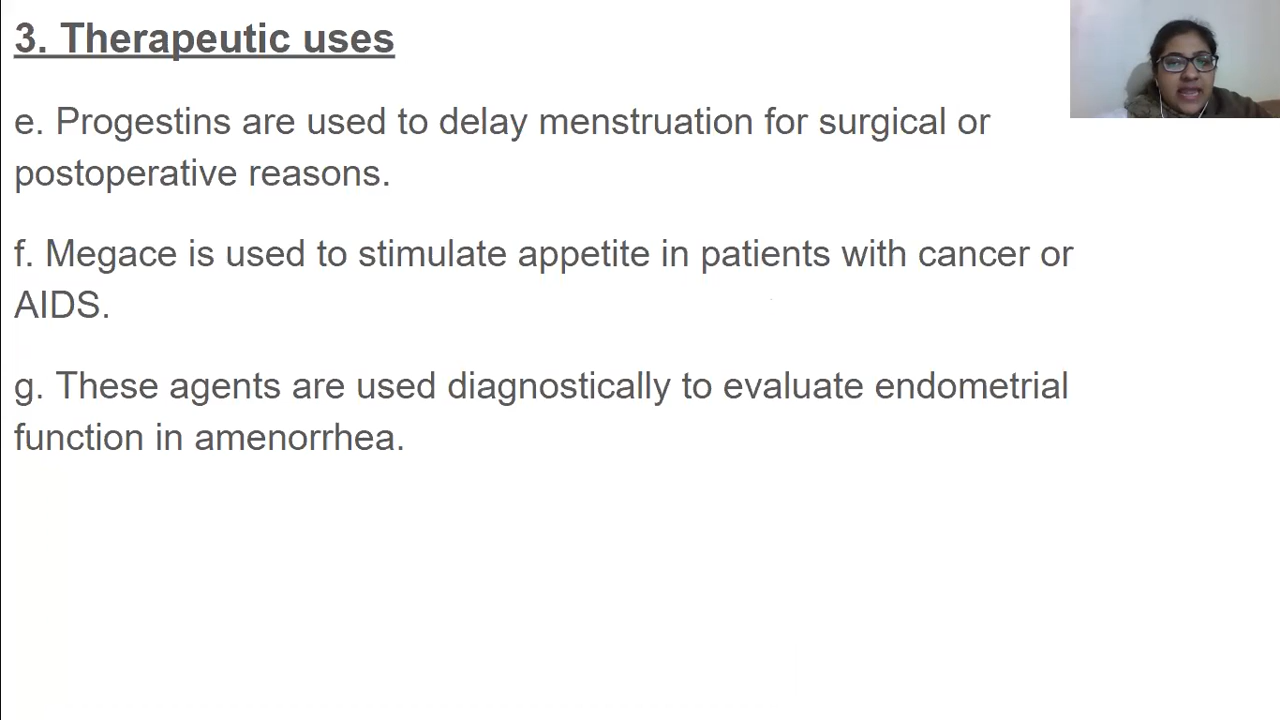 3. Therapeutic uses
e. Progestins are used to delay menstruation for surgical or
postoperative reasons.
f. Megace is used to stimulate appetite in patients with cancer or
AIDS.
g. These agents are used diagnostically to evaluate endometrial
function in amenorrhea.